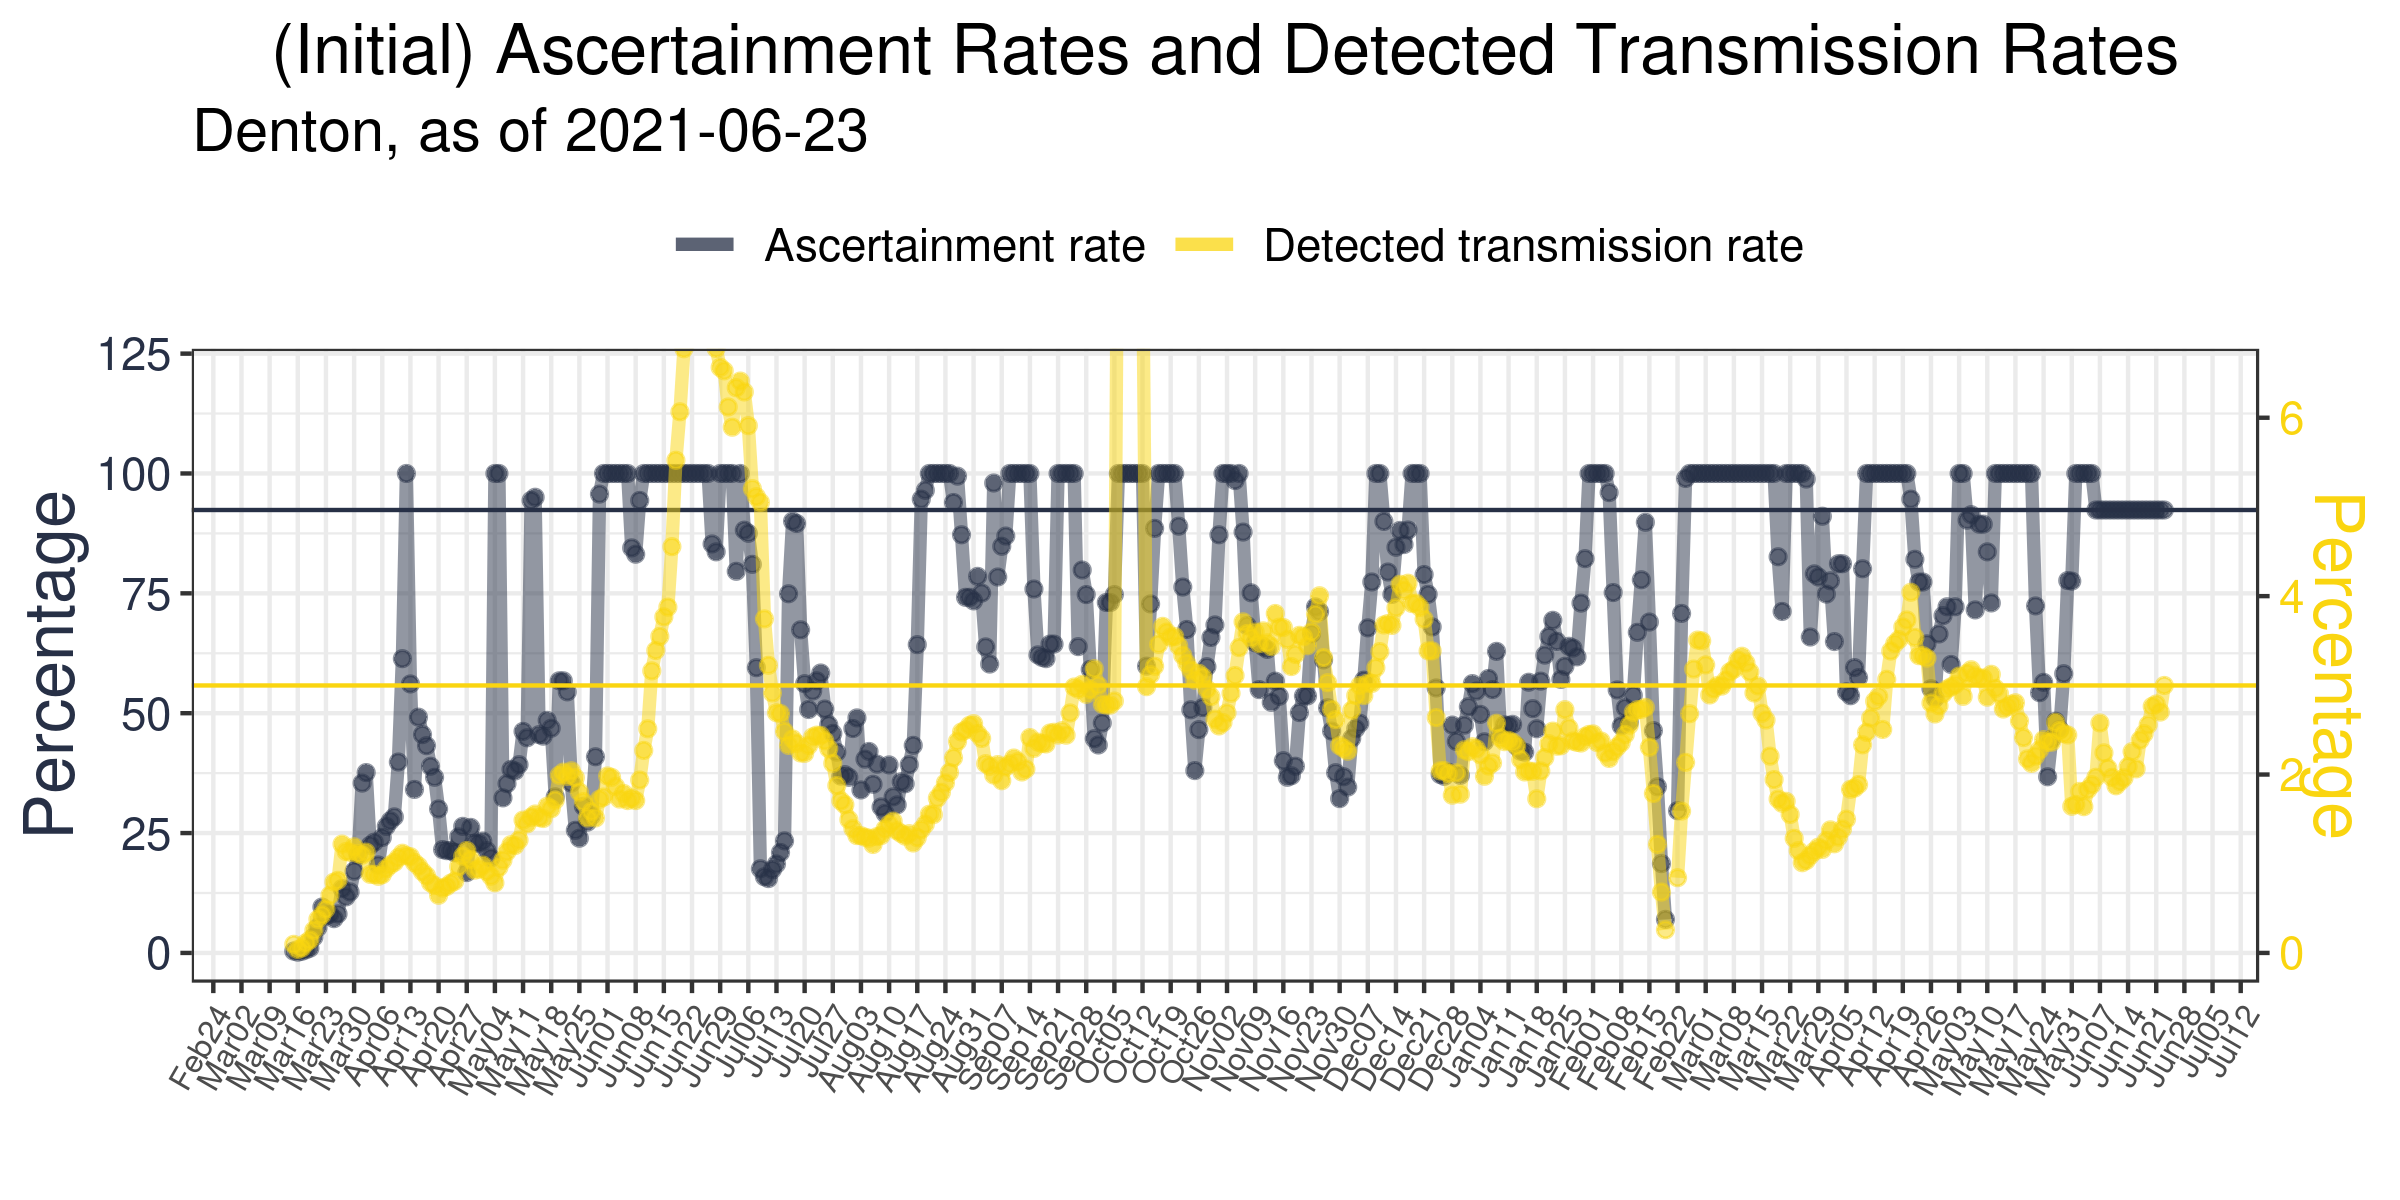 (Initial) Ascertainment Rates and Detected Transmission Rates
Denton, as of 2021-06-23
Ascertainment rate
Detected transmission rate
Percentage
125
100
75
50
25
0
6
4
2
0
Percentage
Feb24
Mar02
Mar09
Mar16
Mar23
Mar30
Apr06
Apr13
Apr20
Apr27
May04
May11
May18
May25
Jun01
Jun08
Jun15
Jun22
Jun29
Jul06
Jul13
Jul20
Jul27
Aug03
Aug10
Aug17
Aug24
Aug31
Sep07
Sep14
Sep21
Sep28
Oct05
Oct12
Oct19
Oct26
Nov02
Nov09
Nov16
Nov23
Nov30
Dec07
Dec14
Dec21
Dec28
Jan04
Jan11
Jan18
Jan25
Feb01
Feb08
Feb15
Feb22
Mar01
Mar08
Mar15
Mar22
Mar29
Apr05
Apr12
Apr19
Apr26
May03
May10
May17
May24
May31
Jun07
Jun14
Jun21
Jun28
Jul05
Jul12